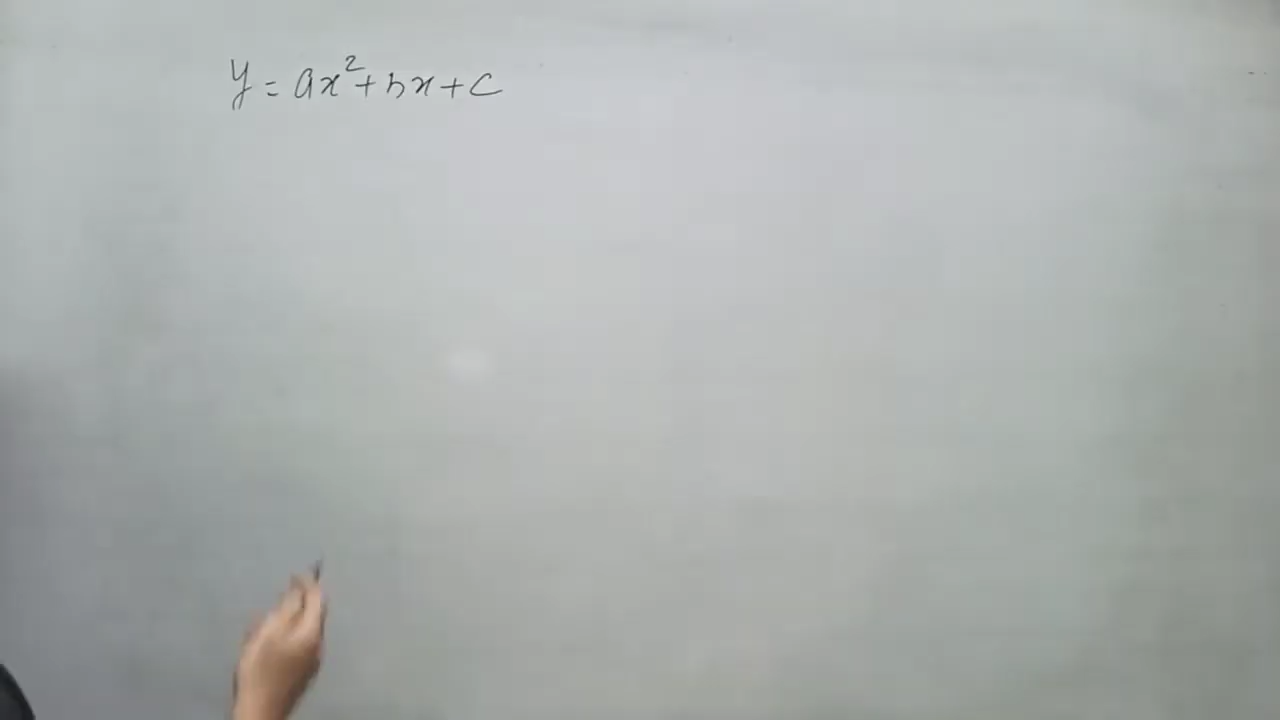 y = ax² + bx + c